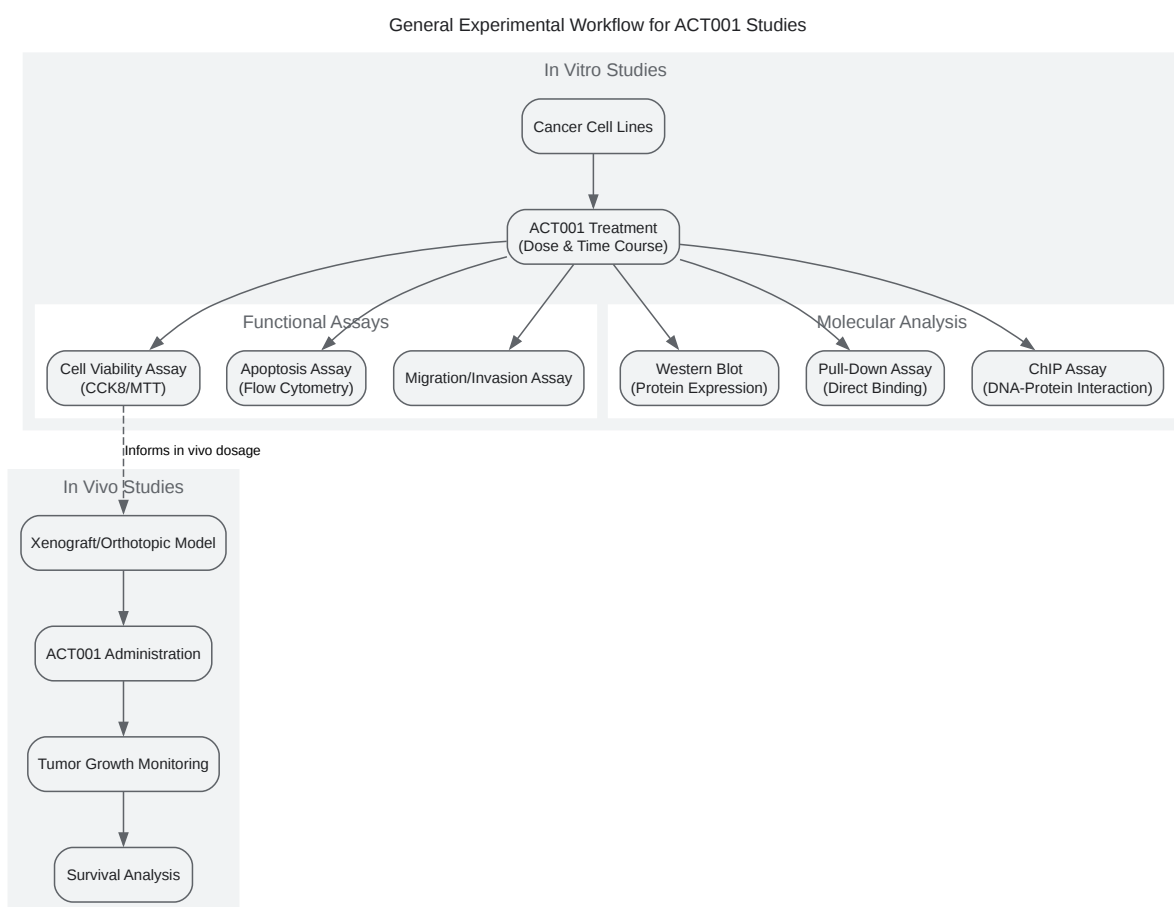 General Experimental Workflow for ACT001 Studies
In Vitro Studies
Cancer Cell Lines
ACT001 Treatment
(Dose & Time Course)
Functional Assays
Molecular Analysis
Cell Viability Assay
(CCK8/MTT)
Apoptosis Assay
(Flow Cytometry)
Migration/Invasion Assay
Western Blot
(Protein Expression)
Pull-Down Assay
(Direct Binding)
ChIP Assay
(DNA-Protein Interaction)
Informs in vivo dosage
In Vivo Studies
Xenograft/Orthotopic Model
ACT001 Administration
Tumor Growth Monitoring
Survival Analysis